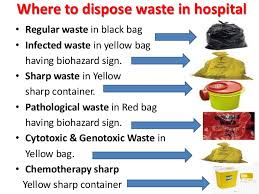 Where to dispose waste in hospital
• Regular waste in black bag
• Infected waste in yellow bag
having biohazard sign.
• Sharp waste in Yellow
sharp container.
• Pathological waste in Red bag
having biohazard sign.
• Cytotoxic & Genotoxic Waste in
Yellow bag.
• Chemotherapy sharp
Yellow sharp container